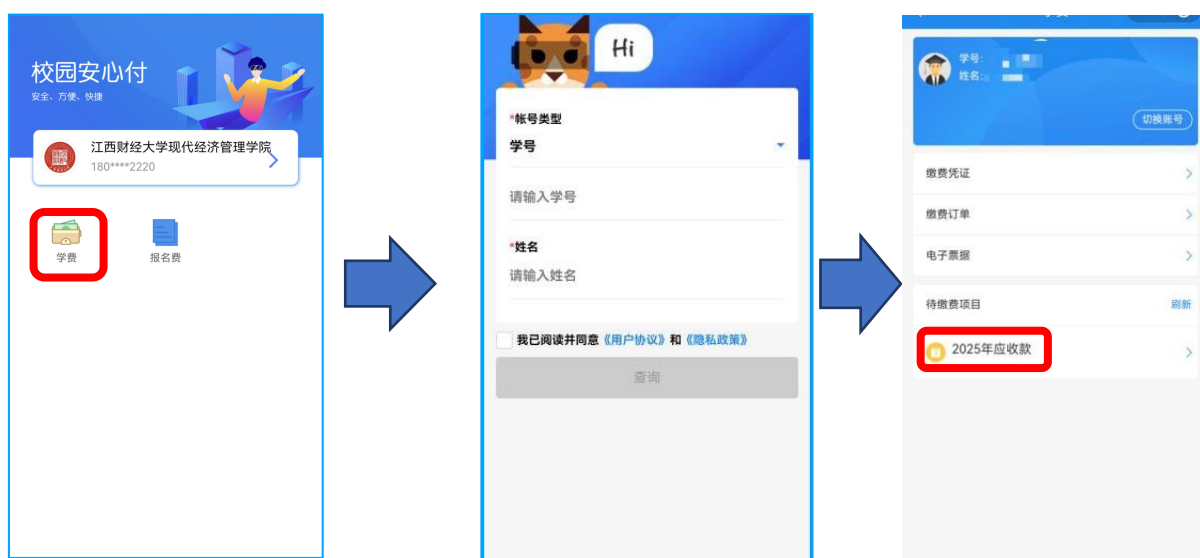 校园安心付
安全、方便、快捷
江西财经大学现代经济管理学院
180****2220
学费
报名费
Hi
*帐号类型
学号
请输入学号
*姓名
请输入姓名
我已阅读并同意《用户协议》和《隐私政策》
查询
学号:
姓名:
切换账号
缴费凭证
缴费订单
电子票据
待缴费项目
刷新
2025年应收款